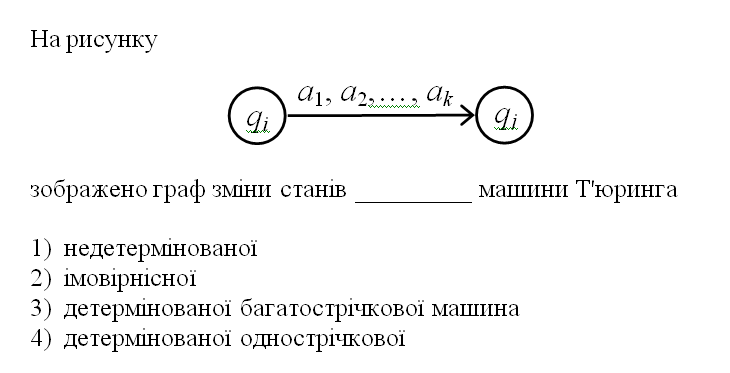 На рисунку
a1, a2,…, ak
qi qj
зображено граф зміни станів _________ машини Т'юринга
1) недетермінованої
2) імовірнісної
3) детермінованої багатострічкової машина
4) детермінованої однострічкової